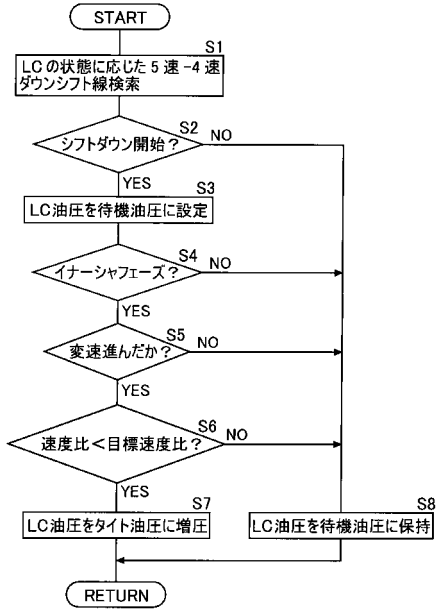 START
S1
LCの状態に応じた5速-4速
ダウンシフト線検索
S2
シフトダウン開始？
NO
YES
S3
LC油圧を待機油圧に設定
S4
イナーシャフェーズ？
NO
YES
S5
変速進んだか？
NO
YES
S6
速度比＜目標速度比？
NO
YES
S7
LC油圧をタイト油圧に増圧
S8
LC油圧を待機油圧に保持
RETURN